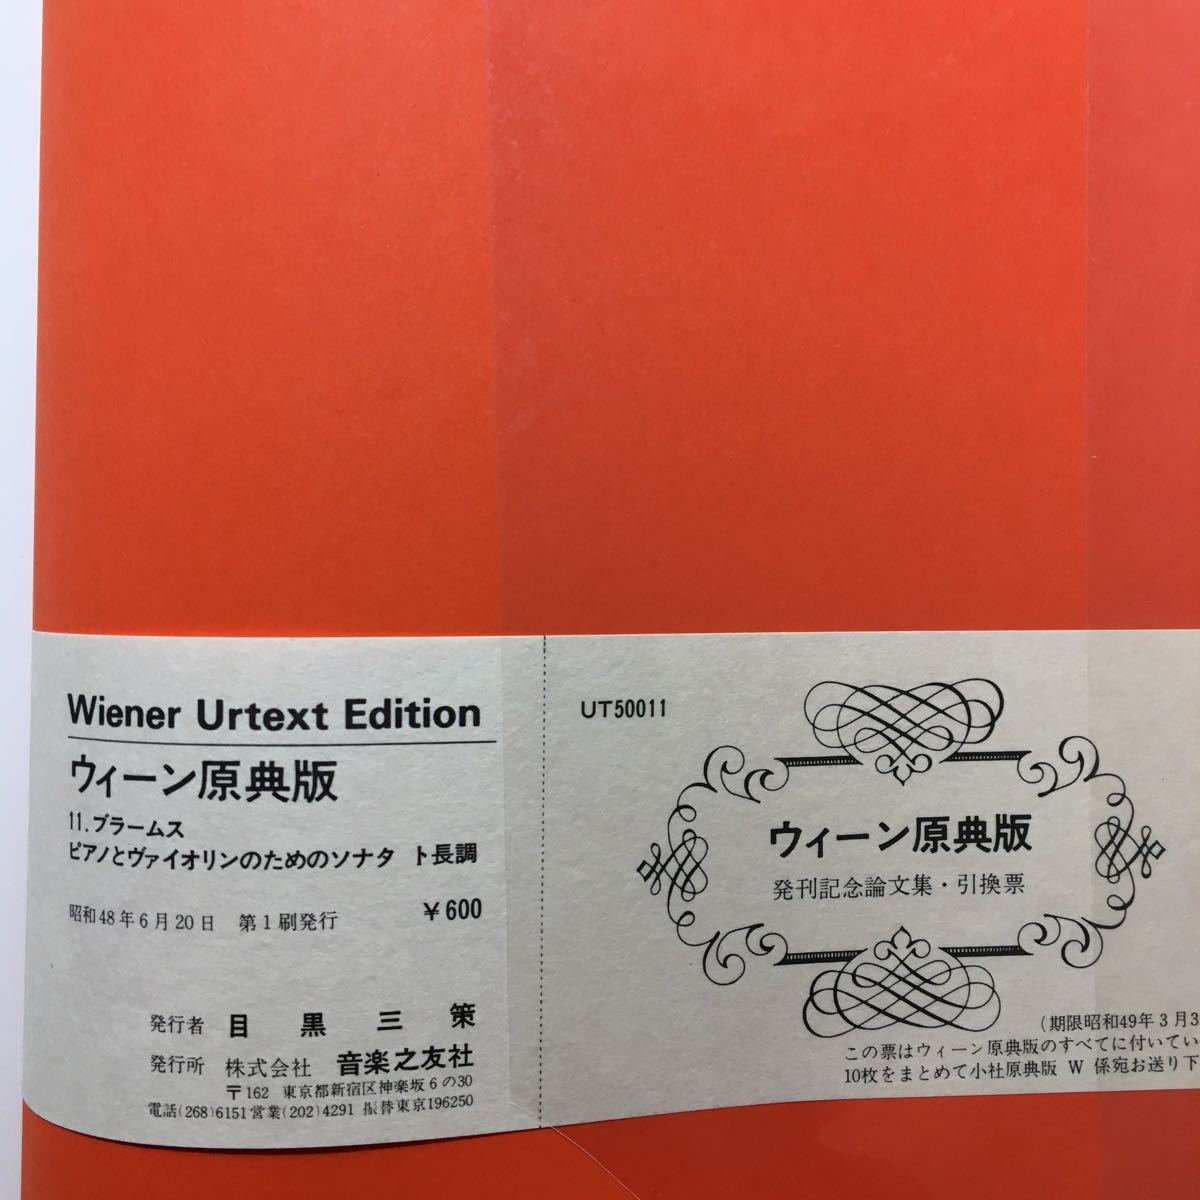 Wiener Urtext Edition
ウィーン原典版
11.ブラームス
ピアノとヴァイオリンのためのソナタ ト長調
昭和48年6月20日 第1刷発行 ￥600
発行者 目黒三策
発行所 株式会社 音楽之友社
〒162 東京都新宿区神楽坂6の30
電話(268)6151営業(202)4291 振替東京196250
UT50011
ウィーン原典版
発刊記念論文集・引換票
(期限昭和49年3月3
この票はウィーン原典版のすべてに付いてい
10枚をまとめて小社原典版 W 係宛お送り下